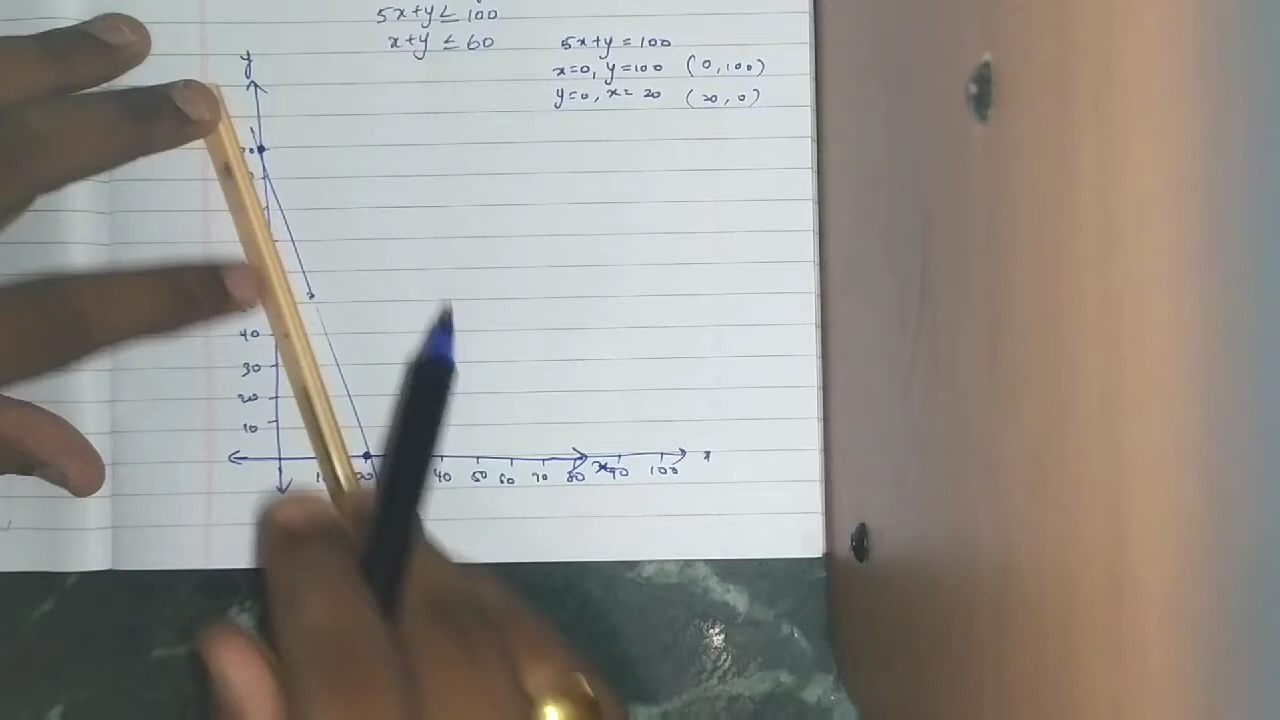 5x+y ≤ 100
x+y ≤ 60
5x+y = 100
x=0, y=100 (0,100)
y=0, x= 20 (20,0)
y
40
30
20
10
40 50 60 70 80 90 100 x